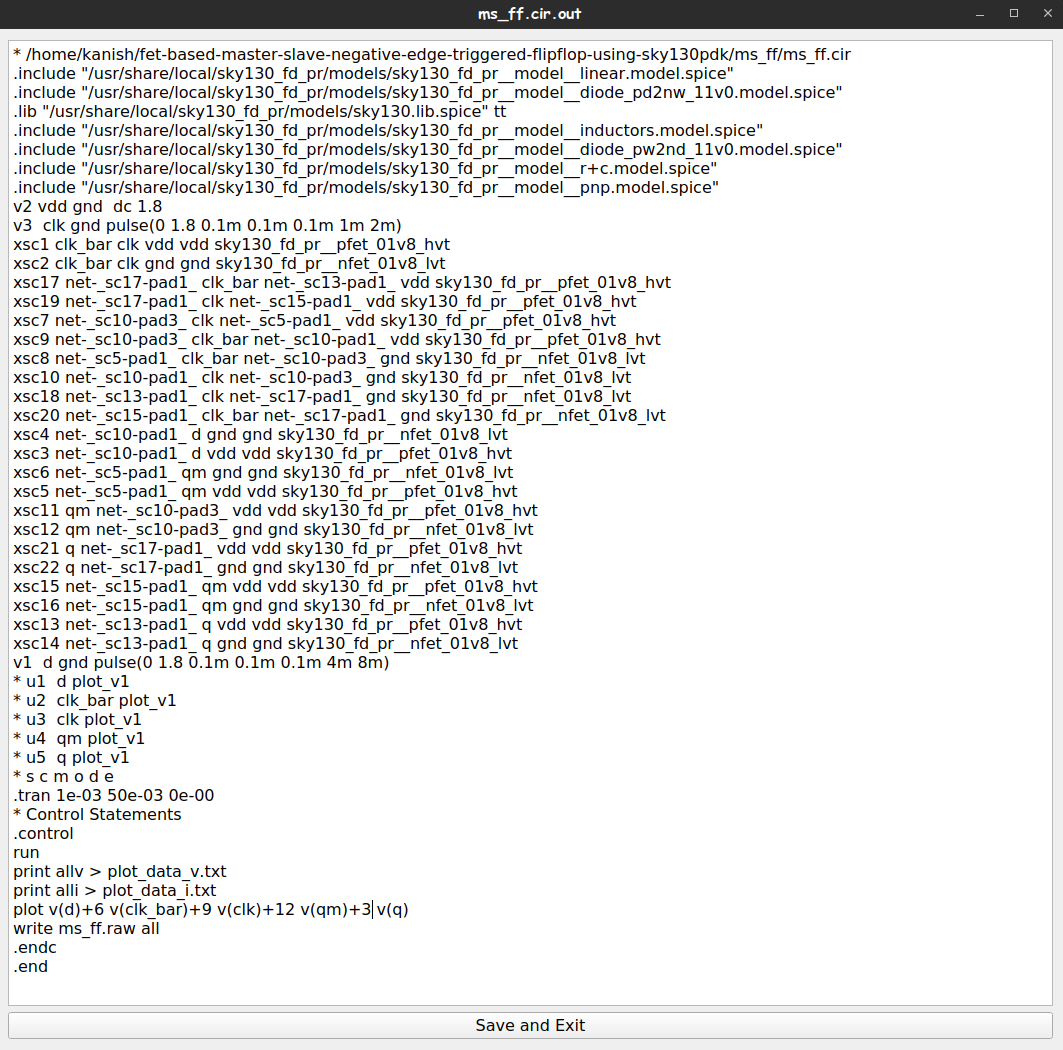 ms_ff.cir.out
* /home/kanish/fet-based-master-slave-negative-edge-triggered-flipflop-using-sky130pdk/ms_ff/ms_ff.cir
.include "/usr/share/local/sky130_fd_pr/models/sky130_fd_pr__model__linear.model.spice"
.include "/usr/share/local/sky130_fd_pr/models/sky130_fd_pr__model__diode_pd2nw_11v0.model.spice"
.lib "/usr/share/local/sky130_fd_pr/models/sky130.lib.spice" tt
.include "/usr/share/local/sky130_fd_pr/models/sky130_fd_pr__model__inductors.model.spice"
.include "/usr/share/local/sky130_fd_pr/models/sky130_fd_pr__model__diode_pw2nd_11v0.model.spice"
.include "/usr/share/local/sky130_fd_pr/models/sky130_fd_pr__model__r+c.model.spice"
.include "/usr/share/local/sky130_fd_pr/models/sky130_fd_pr__model__pnp.model.spice"
v2 vdd gnd  dc 1.8
v3  clk gnd pulse(0 1.8 0.1m 0.1m 0.1m 1m 2m)
xsc1 clk_bar clk vdd vdd sky130_fd_pr__pfet_01v8_hvt
xsc2 clk_bar clk gnd gnd sky130_fd_pr__nfet_01v8_lvt
xsc17 net-_sc17-pad1_ clk_bar net-_sc13-pad1_ vdd sky130_fd_pr__pfet_01v8_hvt
xsc19 net-_sc17-pad1_ clk net-_sc15-pad1_ vdd sky130_fd_pr__pfet_01v8_hvt
xsc7 net-_sc10-pad3_ clk net-_sc5-pad1_ vdd sky130_fd_pr__pfet_01v8_hvt
xsc9 net-_sc10-pad3_ clk_bar net-_sc10-pad1_ vdd sky130_fd_pr__pfet_01v8_hvt
xsc8 net-_sc5-pad1_ clk_bar net-_sc10-pad3_ gnd sky130_fd_pr__nfet_01v8_lvt
xsc10 net-_sc10-pad1_ clk net-_sc10-pad3_ gnd sky130_fd_pr__nfet_01v8_lvt
xsc18 net-_sc13-pad1_ clk net-_sc17-pad1_ gnd sky130_fd_pr__nfet_01v8_lvt
xsc20 net-_sc15-pad1_ clk_bar net-_sc17-pad1_ gnd sky130_fd_pr__nfet_01v8_lvt
xsc4 net-_sc10-pad1_ d gnd gnd sky130_fd_pr__nfet_01v8_lvt
xsc3 net-_sc10-pad1_ d vdd vdd sky130_fd_pr__pfet_01v8_hvt
xsc6 net-_sc5-pad1_ qm gnd gnd sky130_fd_pr__nfet_01v8_lvt
xsc5 net-_sc5-pad1_ qm vdd vdd sky130_fd_pr__pfet_01v8_hvt
xsc11 qm net-_sc10-pad3_ vdd vdd sky130_fd_pr__pfet_01v8_hvt
xsc12 qm net-_sc10-pad3_ gnd gnd sky130_fd_pr__nfet_01v8_lvt
xsc21 q net-_sc17-pad1_ vdd vdd sky130_fd_pr__pfet_01v8_hvt
xsc22 q net-_sc17-pad1_ gnd gnd sky130_fd_pr__nfet_01v8_lvt
xsc15 net-_sc15-pad1_ qm vdd vdd sky130_fd_pr__pfet_01v8_hvt
xsc16 net-_sc15-pad1_ qm gnd gnd sky130_fd_pr__nfet_01v8_lvt
xsc13 net-_sc13-pad1_ q vdd vdd sky130_fd_pr__pfet_01v8_hvt
xsc14 net-_sc13-pad1_ q gnd gnd sky130_fd_pr__nfet_01v8_lvt
v1  d gnd pulse(0 1.8 0.1m 0.1m 0.1m 4m 8m)
* u1  d plot_v1
* u2  clk_bar plot_v1
* u3  clk plot_v1
* u4  qm plot_v1
* u5  q plot_v1
* s c m o d e
.tran 1e-03 50e-03 0e-00
* Control Statements
.control
run
print allv > plot_data_v.txt
print alli > plot_data_i.txt
plot v(d)+6 v(clk_bar)+9 v(clk)+12 v(qm)+3 v(q)
write ms_ff.raw all
.endc
.end
Save and Exit